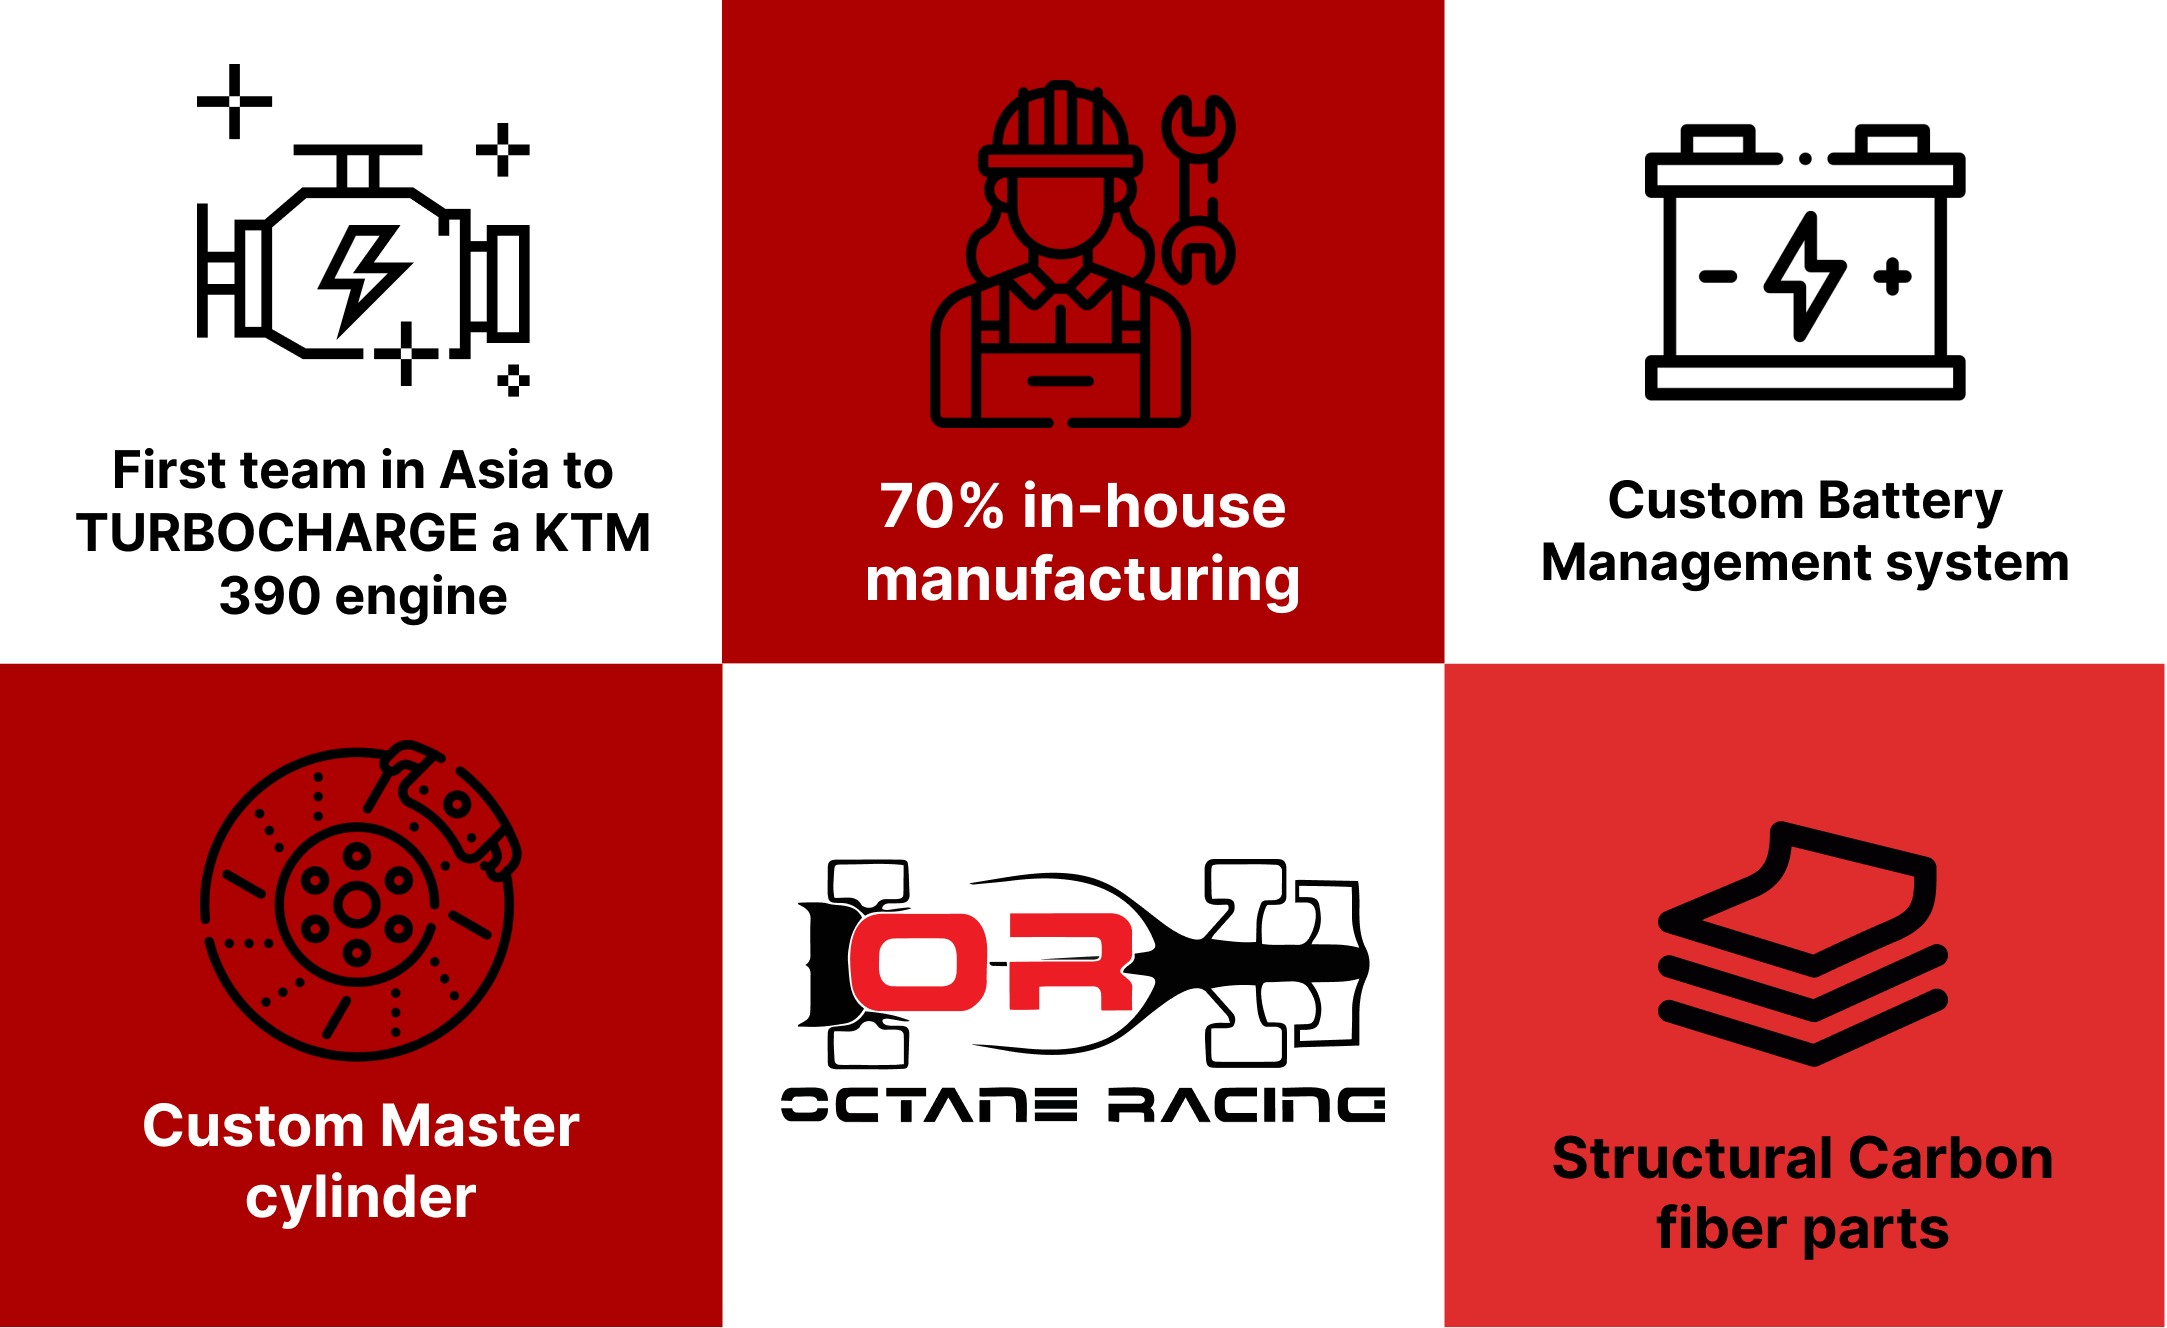 First team in Asia to
TURBOCHARGE a KTM
390 engine
70% in-house
manufacturing
Custom Battery
Management system
Custom Master
cylinder
OR
OCTANE RACING
Structural Carbon
fiber parts